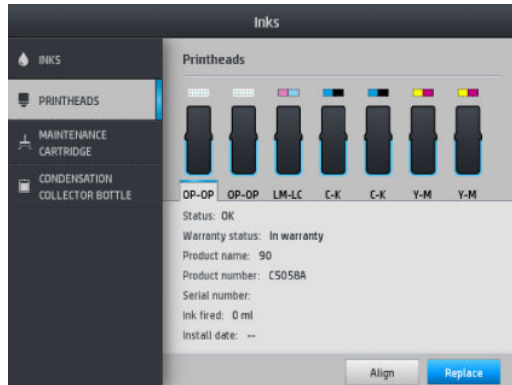 Inks
INKS
PRINTHEADS
MAINTENANCE
CARTRIDGE
CONDENSATION
COLLECTOR BOTTLE
Printheads
OP-OP OP-OP LM-LC C-K C-K Y-M Y-M
Status: OK
Warranty status: In warranty
Product name: 90
Product number: C5058A
Serial number:
Ink fired: 0 ml
Install date: --
Align Replace